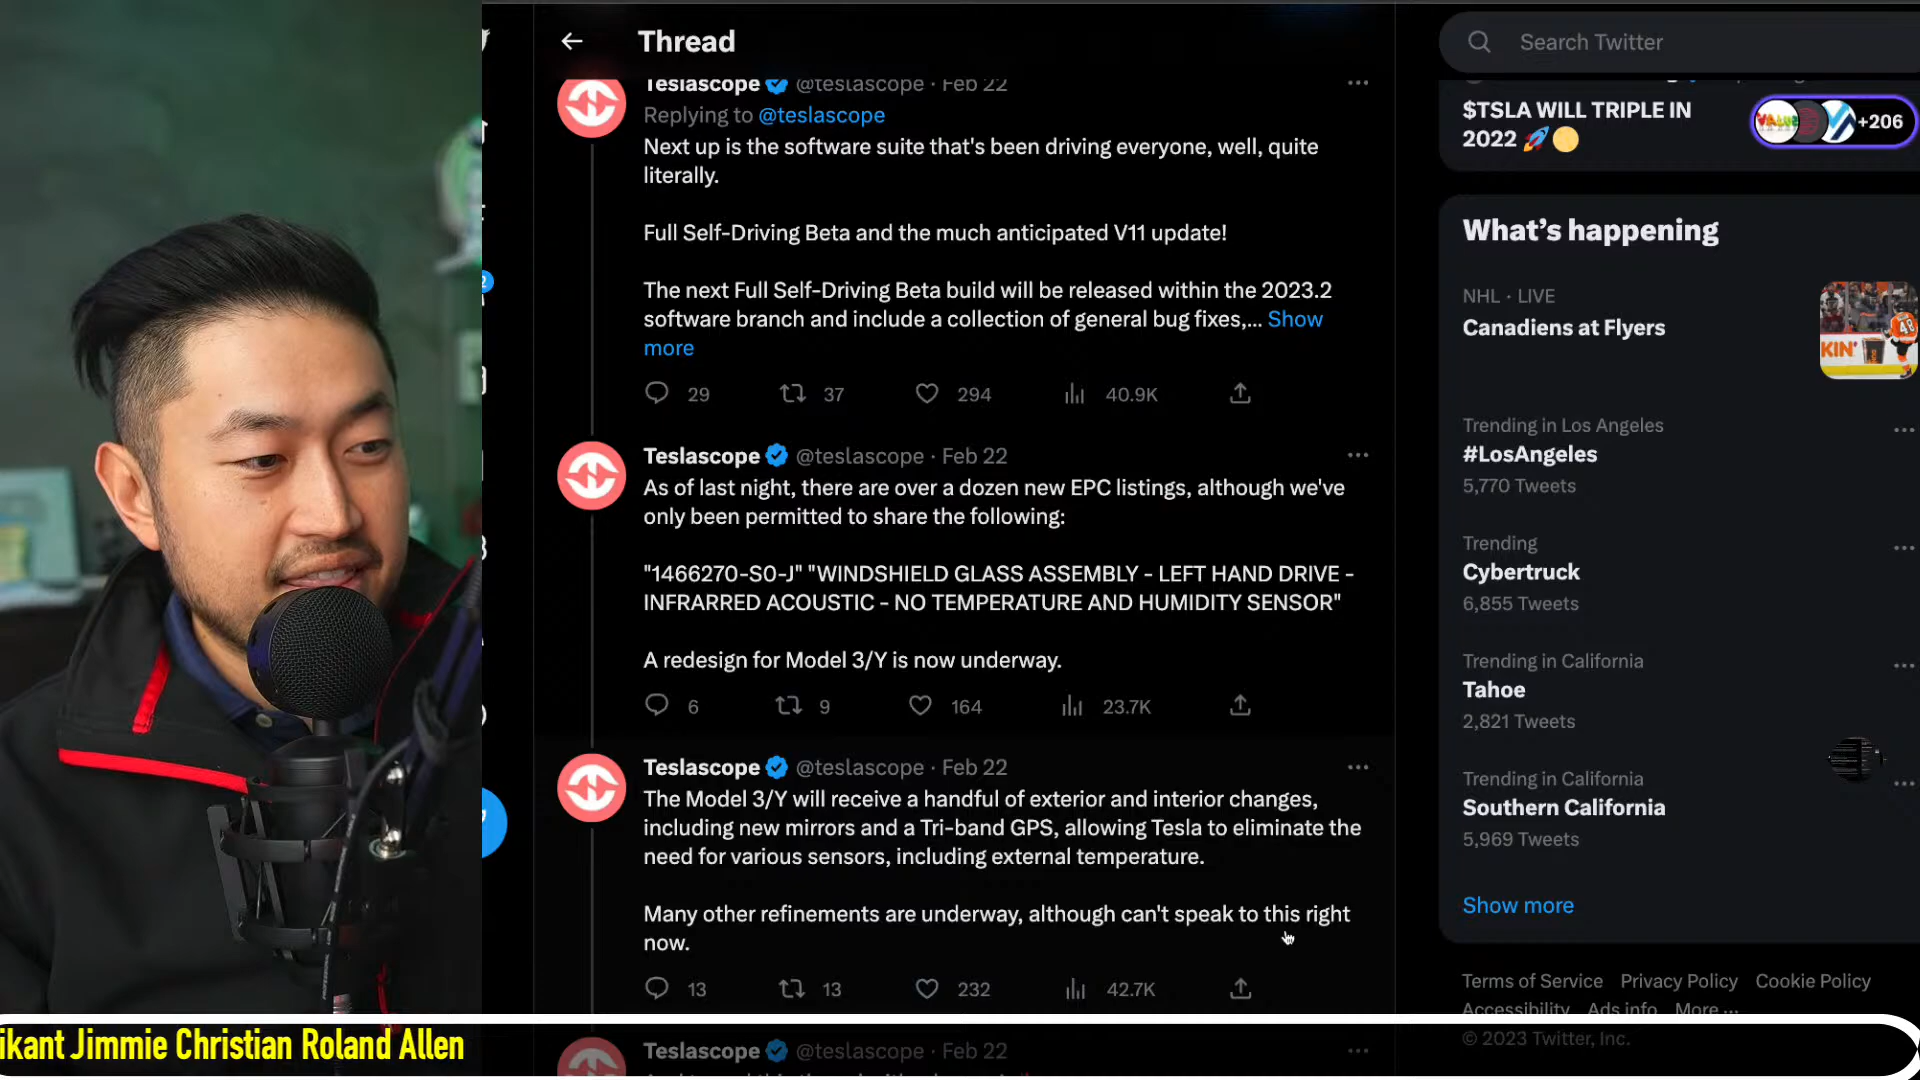 Thread
Search Twitter
Teslascope @teslascope · Feb 22
Replying to @teslascope
Next up is the software suite that's been driving everyone, well, quite
literally.
Full Self-Driving Beta and the much anticipated V11 update!
The next Full Self-Driving Beta build will be released within the 2023.2
software branch and include a collection of general bug fixes,... Show
more
29 37 294 40.9K
Teslascope @teslascope · Feb 22
As of last night, there are over a dozen new EPC listings, although we've
only been permitted to share the following:
"1466270-S0-J" "WINDSHIELD GLASS ASSEMBLY - LEFT HAND DRIVE -
INFRARRED ACOUSTIC - NO TEMPERATURE AND HUMIDITY SENSOR"
A redesign for Model 3/Y is now underway.
6 9 164 23.7K
Teslascope @teslascope · Feb 22
The Model 3/Y will receive a handful of exterior and interior changes,
including new mirrors and a Tri-band GPS, allowing Tesla to eliminate the
need for various sensors, including external temperature.
Many other refinements are underway, although can't speak to this right
now.
13 13 232 42.7K
Teslascope @teslascope · Feb 22
$TSLA WILL TRIPLE IN
2022
VALUE
+206
What's happening
NHL · LIVE
Canadiens at Flyers
KIN'
48
Trending in Los Angeles
#LosAngeles
5,770 Tweets
Trending
Cybertruck
6,855 Tweets
Trending in California
Tahoe
2,821 Tweets
Trending in California
Southern California
5,969 Tweets
Show more
Terms of Service Privacy Policy Cookie Policy
Accessibility Ads info More ...
© 2023 Twitter, Inc.
ikant Jimmie Christian Roland Allen